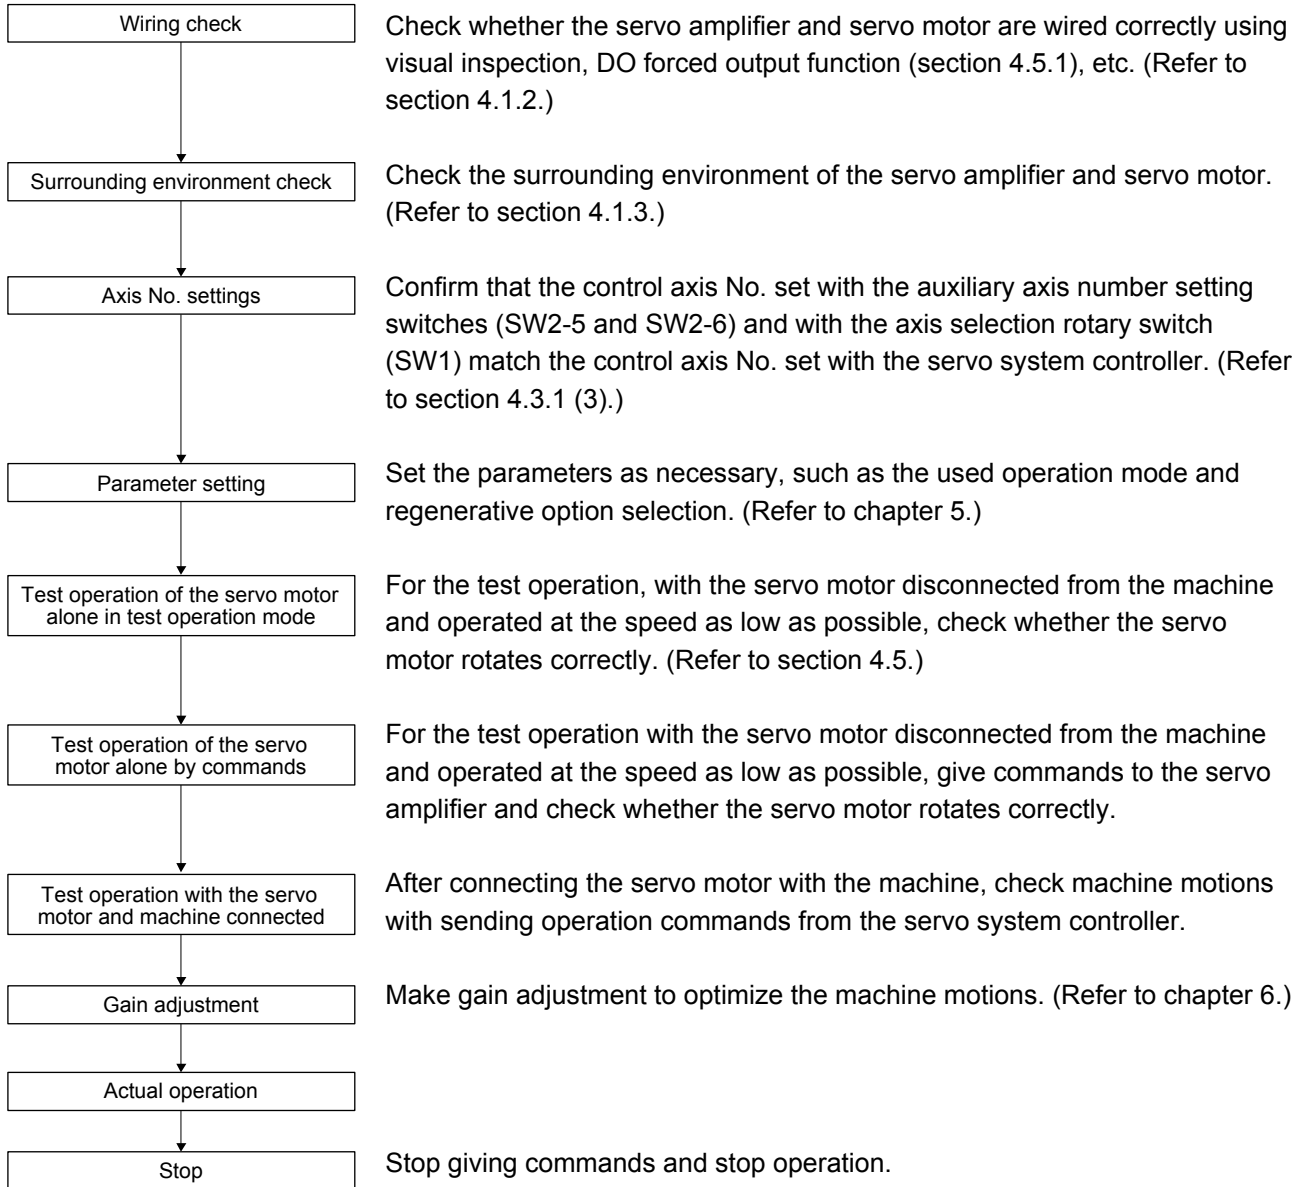 Wiring check
Check whether the servo amplifier and servo motor are wired correctly using
visual inspection, DO forced output function (section 4.5.1), etc. (Refer to
section 4.1.2.)
Surrounding environment check
Check the surrounding environment of the servo amplifier and servo motor.
(Refer to section 4.1.3.)
Axis No. settings
Confirm that the control axis No. set with the auxiliary axis number setting
switches (SW2-5 and SW2-6) and with the axis selection rotary switch
(SW1) match the control axis No. set with the servo system controller. (Refer
to section 4.3.1 (3).)
Parameter setting
Set the parameters as necessary, such as the used operation mode and
regenerative option selection. (Refer to chapter 5.)
Test operation of the servo motor
alone in test operation mode
For the test operation, with the servo motor disconnected from the machine
and operated at the speed as low as possible, check whether the servo
motor rotates correctly. (Refer to section 4.5.)
Test operation of the servo
motor alone by commands
For the test operation with the servo motor disconnected from the machine
and operated at the speed as low as possible, give commands to the servo
amplifier and check whether the servo motor rotates correctly.
Test operation with the servo
motor and machine connected
After connecting the servo motor with the machine, check machine motions
with sending operation commands from the servo system controller.
Gain adjustment
Make gain adjustment to optimize the machine motions. (Refer to chapter 6.)
Actual operation
Stop
Stop giving commands and stop operation.